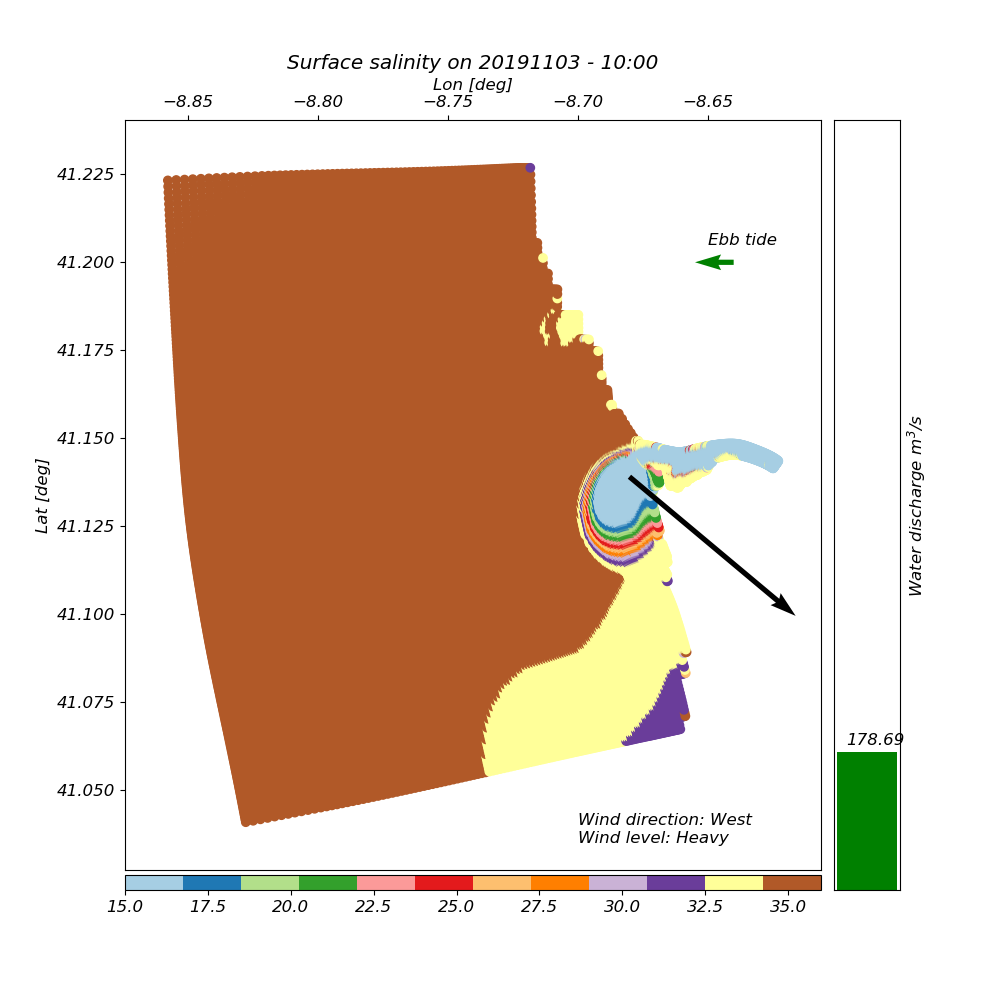 Surface salinity on 20191103 - 10:00
Lon [deg]
−8.85 −8.80 −8.75 −8.70 −8.65
41.225
41.200
41.175
41.150
41.125
41.100
41.075
41.050
Lat [deg]
Ebb tide
Wind direction: West
Wind level: Heavy
178.69
Water discharge m³/s
15.0 17.5 20.0 22.5 25.0 27.5 30.0 32.5 35.0